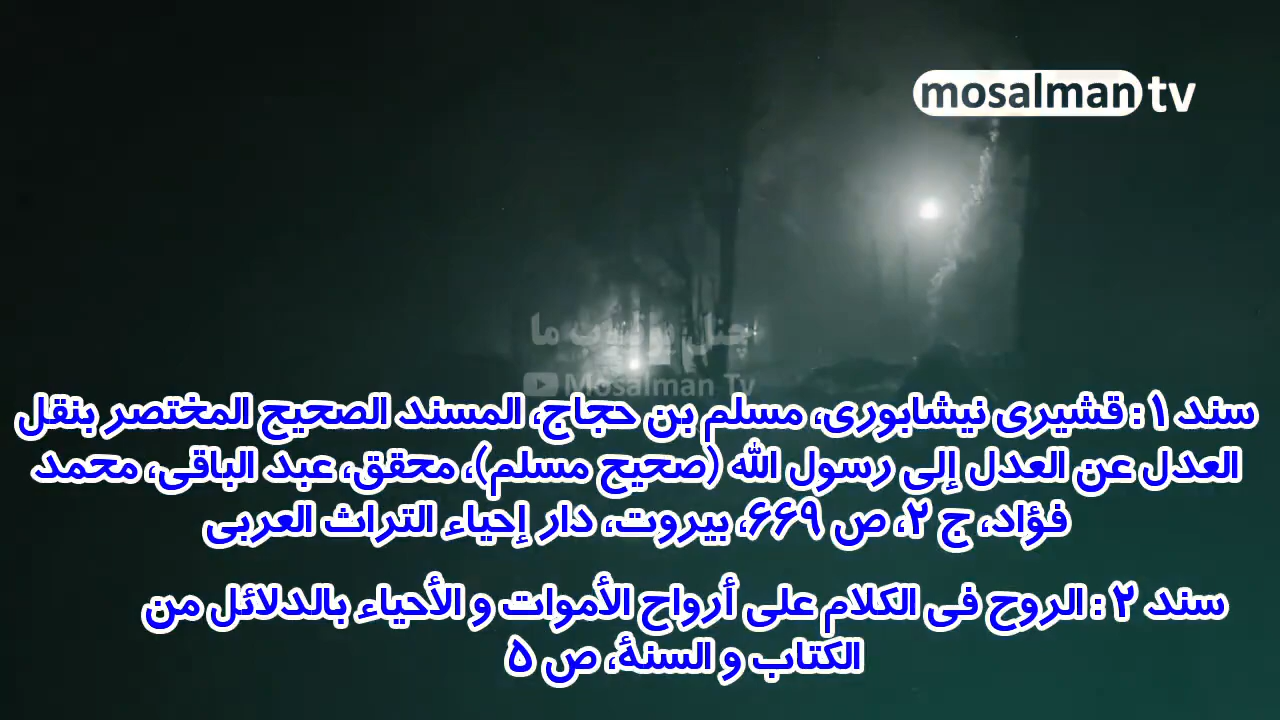 mosalman tv
Mosalman Tv
سند ۱ : قشیری نیشابوری، مسلم بن حجاج، المسند الصحیح المختصر بنقل
العدل عن العدل إلی رسول الله (صحیح مسلم)، محقق، عبد الباقی، محمد
فؤاد، ج ۲، ص ۶۶۹، بیروت، دار إحیاء التراث العربی
سند ۲ : الروح فی الکلام علی أرواح الأموات و الأحیاء بالدلائل من
الکتاب و السنۀ، ص ۵